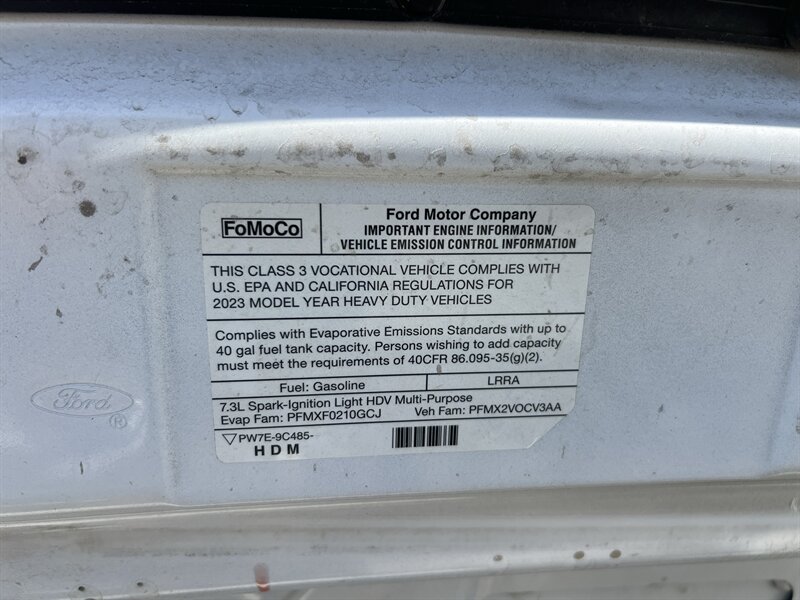 FoMoCo
Ford Motor Company
IMPORTANT ENGINE INFORMATION/
VEHICLE EMISSION CONTROL INFORMATION
THIS CLASS 3 VOCATIONAL VEHICLE COMPLIES WITH
U.S. EPA AND CALIFORNIA REGULATIONS FOR
2023 MODEL YEAR HEAVY DUTY VEHICLES
Complies with Evaporative Emissions Standards with up to
40 gal fuel tank capacity. Persons wishing to add capacity
must meet the requirements of 40CFR 86.095-35(g)(2).
Fuel: Gasoline
LRRA
7.3L Spark-Ignition Light HDV Multi-Purpose
Evap Fam: PFMXF0210GCJ Veh Fam: PFMX2VOCV3AA
PW7E-9C485-
HDM
Ford
®